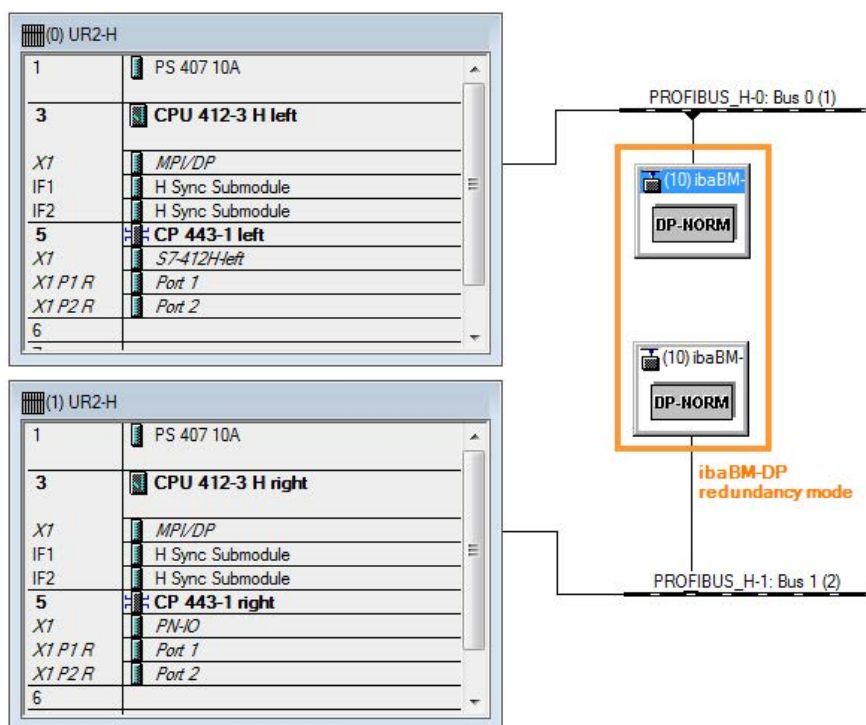 (0) UR2-H
1 PS 407 10A
3 CPU 412-3 H left
X1 MPI/DP
IF1 H Sync Submodule
IF2 H Sync Submodule
5 CP 443-1 left
X1 S7-412H-left
X1 P1 R Port 1
X1 P2 R Port 2
6
(1) UR2-H
1 PS 407 10A
3 CPU 412-3 H right
X1 MPI/DP
IF1 H Sync Submodule
IF2 H Sync Submodule
5 CP 443-1 right
X1 PN-IO
X1 P1 R Port 1
X1 P2 R Port 2
6
PROFIBUS_H-0: Bus 0 (1)
(10) ibaBM-
DP-NORM
(10) ibaBM-
DP-NORM
ibaBM-DP
redundancy mode
PROFIBUS_H-1: Bus 1 (2)